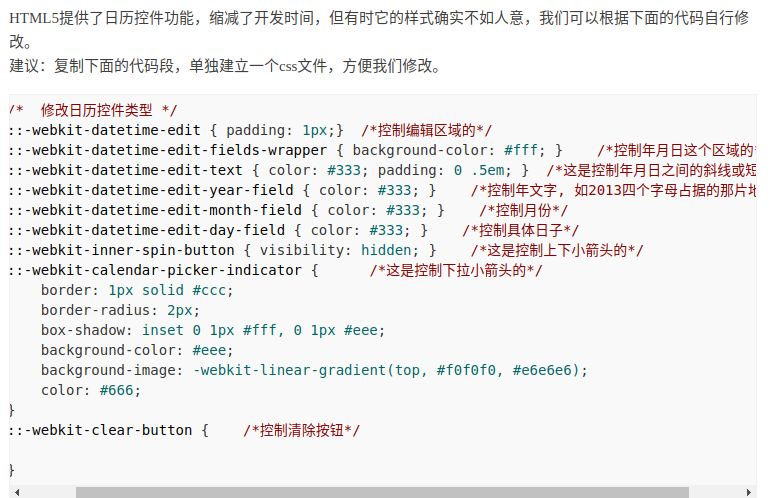 HTML5提供了日历控件功能，缩减了开发时间，但有时它的样式确实不如人意，我们可以根据下面的代码自行修
改。
建议：复制下面的代码段，单独建立一个css文件，方便我们修改。
/*  修改日历控件类型 */
::-webkit-datetime-edit { padding: 1px;}  /*控制编辑区域的*/
::-webkit-datetime-edit-fields-wrapper { background-color: #fff; }    /*控制年月日这个区域的*
::-webkit-datetime-edit-text { color: #333; padding: 0 .5em; }  /*这是控制年月日之间的斜线或短
::-webkit-datetime-edit-year-field { color: #333; }    /*控制年文字, 如2013四个字母占据的那片地
::-webkit-datetime-edit-month-field { color: #333; }    /*控制月份*/
::-webkit-datetime-edit-day-field { color: #333; }    /*控制具体日子*/
::-webkit-inner-spin-button { visibility: hidden; }    /*这是控制上下小箭头的*/
::-webkit-calendar-picker-indicator {      /*这是控制下拉小箭头的*/
    border: 1px solid #ccc;
    border-radius: 2px;
    box-shadow: inset 0 1px #fff, 0 1px #eee;
    background-color: #eee;
    background-image: -webkit-linear-gradient(top, #f0f0f0, #e6e6e6);
    color: #666;
}
::-webkit-clear-button {    /*控制清除按钮*/
}